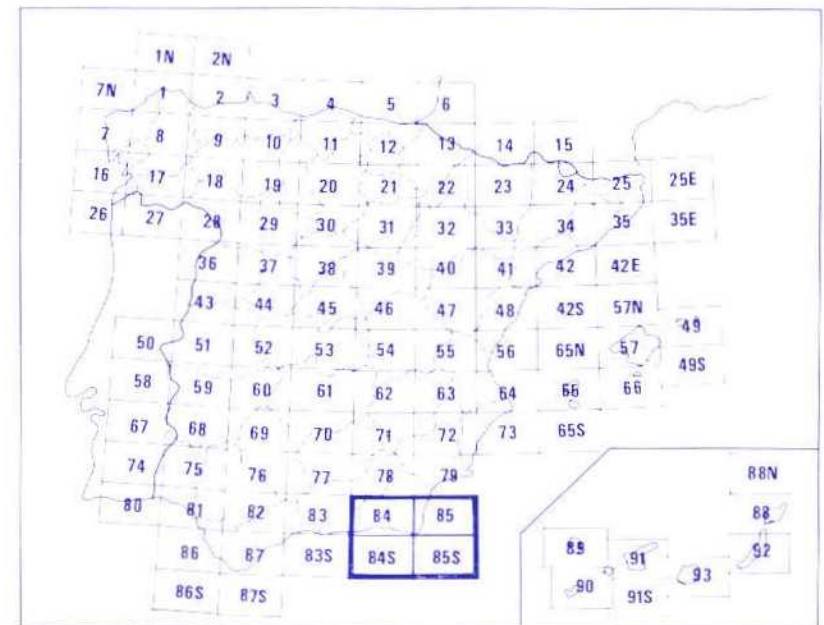 1N 2N
7N 1 2 3 4 5 6
7 8 9 10 11 12 13 14 15
16 17 18 19 20 21 22 23 24 25 25E
26 27 28 29 30 31 32 33 34 35 35E
36 37 38 39 40 41 42 42E
43 44 45 46 47 48 42S 57N
49
50 51 52 53 54 55 56 65N 57
49S
58 59 60 61 62 63 64 66 66
67 68 69 70 71 72 73 65S
74 75 76 77 78 79
88N
80 81 82 83 84 85
88
86 87 83S 84S 85S
89 91 92
90 93
86S 87S
91S